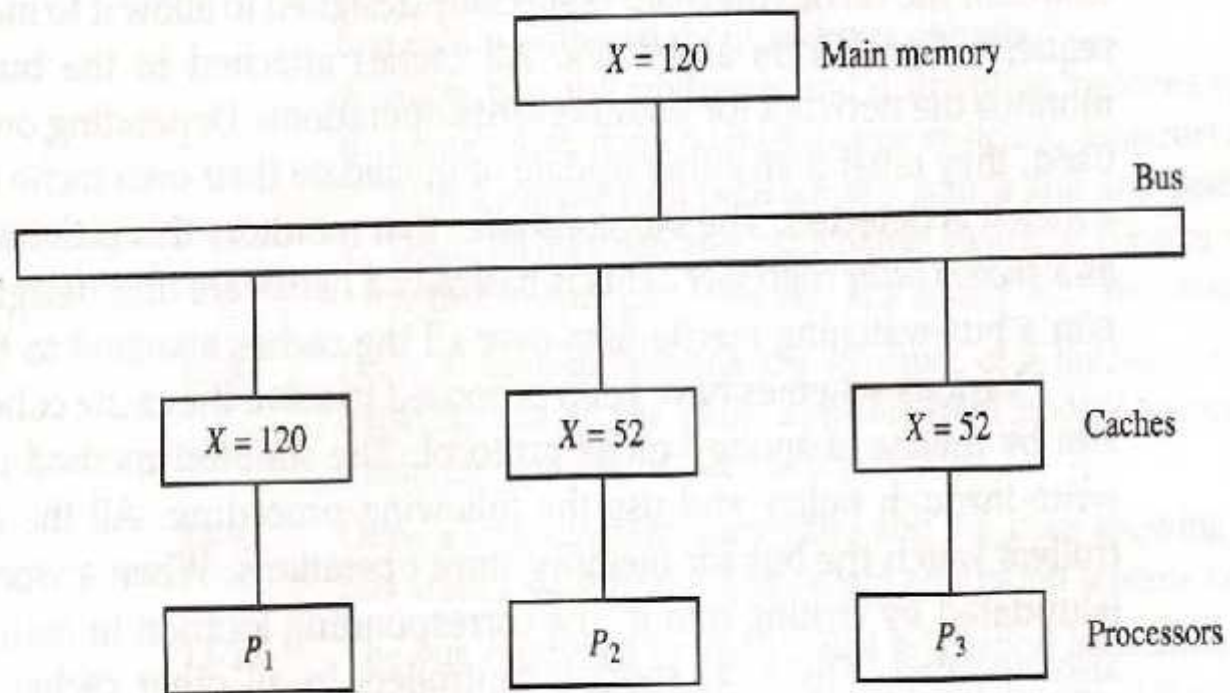 X = 120 Main memory
Bus
X = 120 X = 52 X = 52 Caches
P1 P2 P3 Processors